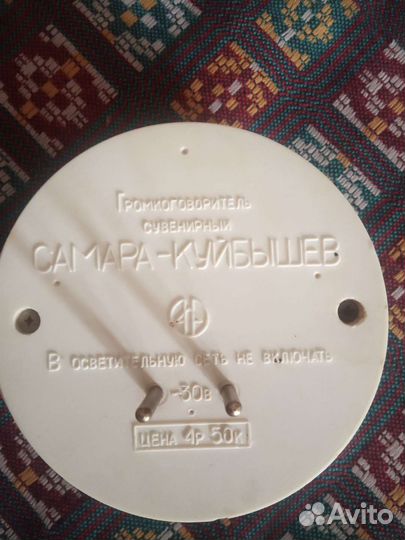 Громкоговоритель
сувенирный
САМАРА-КУЙБЫШЕВ
В осветительную сеть не включать
~30в
ЦЕНА 4р 50к
Avito